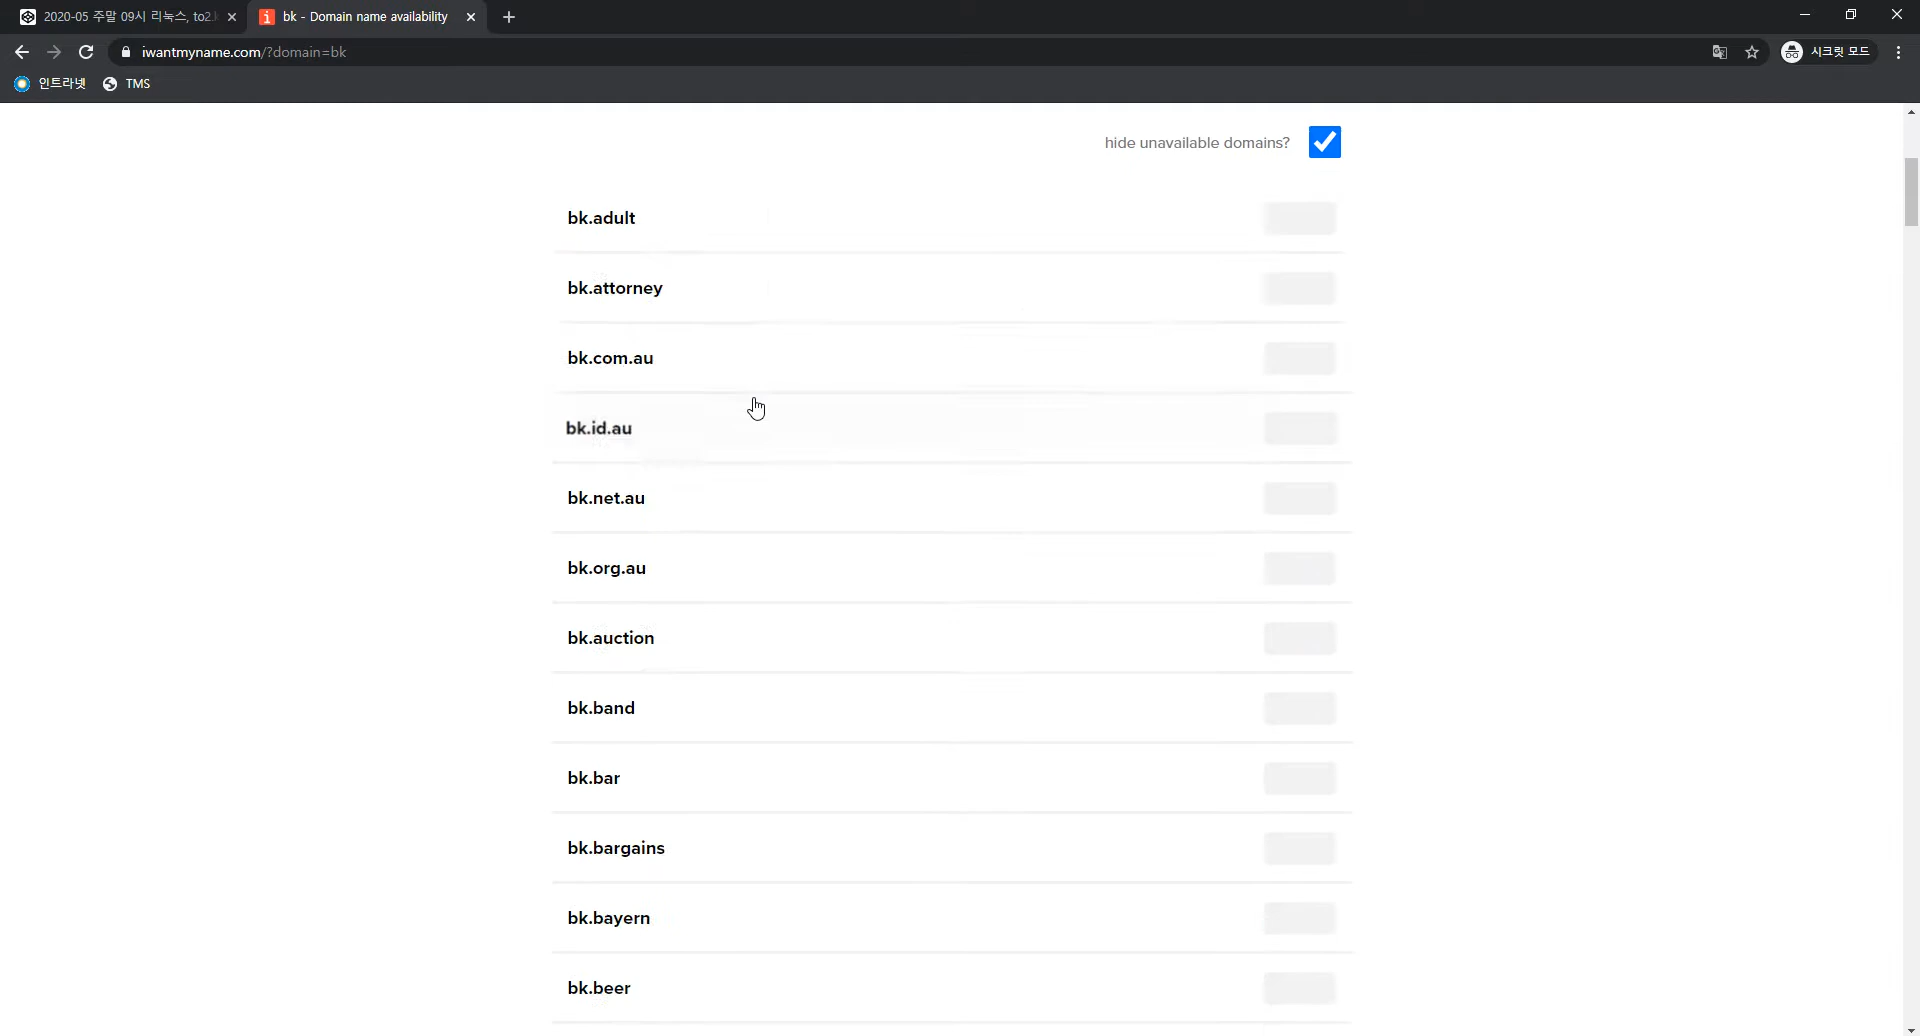 2020-05 주말 09시 리눅스, to2.
bk - Domain name availability
iwantmyname.com/?domain=bk
시크릿 모드
인트라넷
TMS
hide unavailable domains?
bk.adult
bk.attorney
bk.com.au
bk.id.au
bk.net.au
bk.org.au
bk.auction
bk.band
bk.bar
bk.bargains
bk.bayern
bk.beer